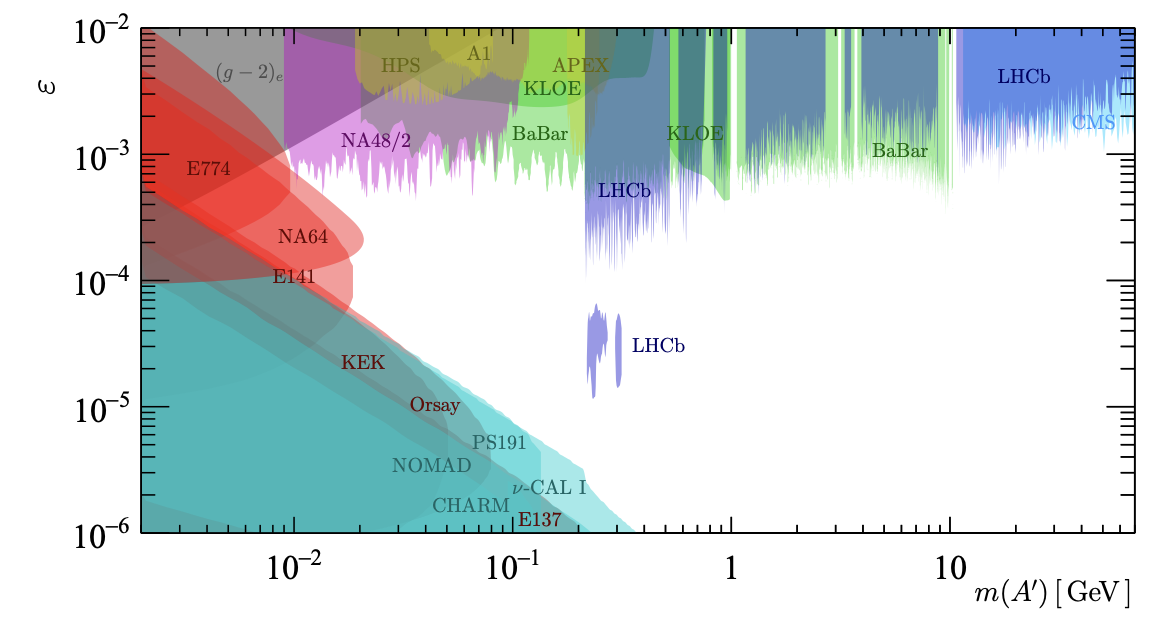 10⁻²
ε
10⁻³
10⁻⁴
10⁻⁵
10⁻⁶
(g − 2)ₑ
HPS
A1
APEX
KLOE
LHCb
CMS
NA48/2
BaBar
KLOE
BaBar
E774
LHCb
NA64
E141
LHCb
KEK
Orsay
PS191
NOMAD
ν-CAL I
CHARM
E137
10⁻²
10⁻¹
1
10
m(A′) [GeV]